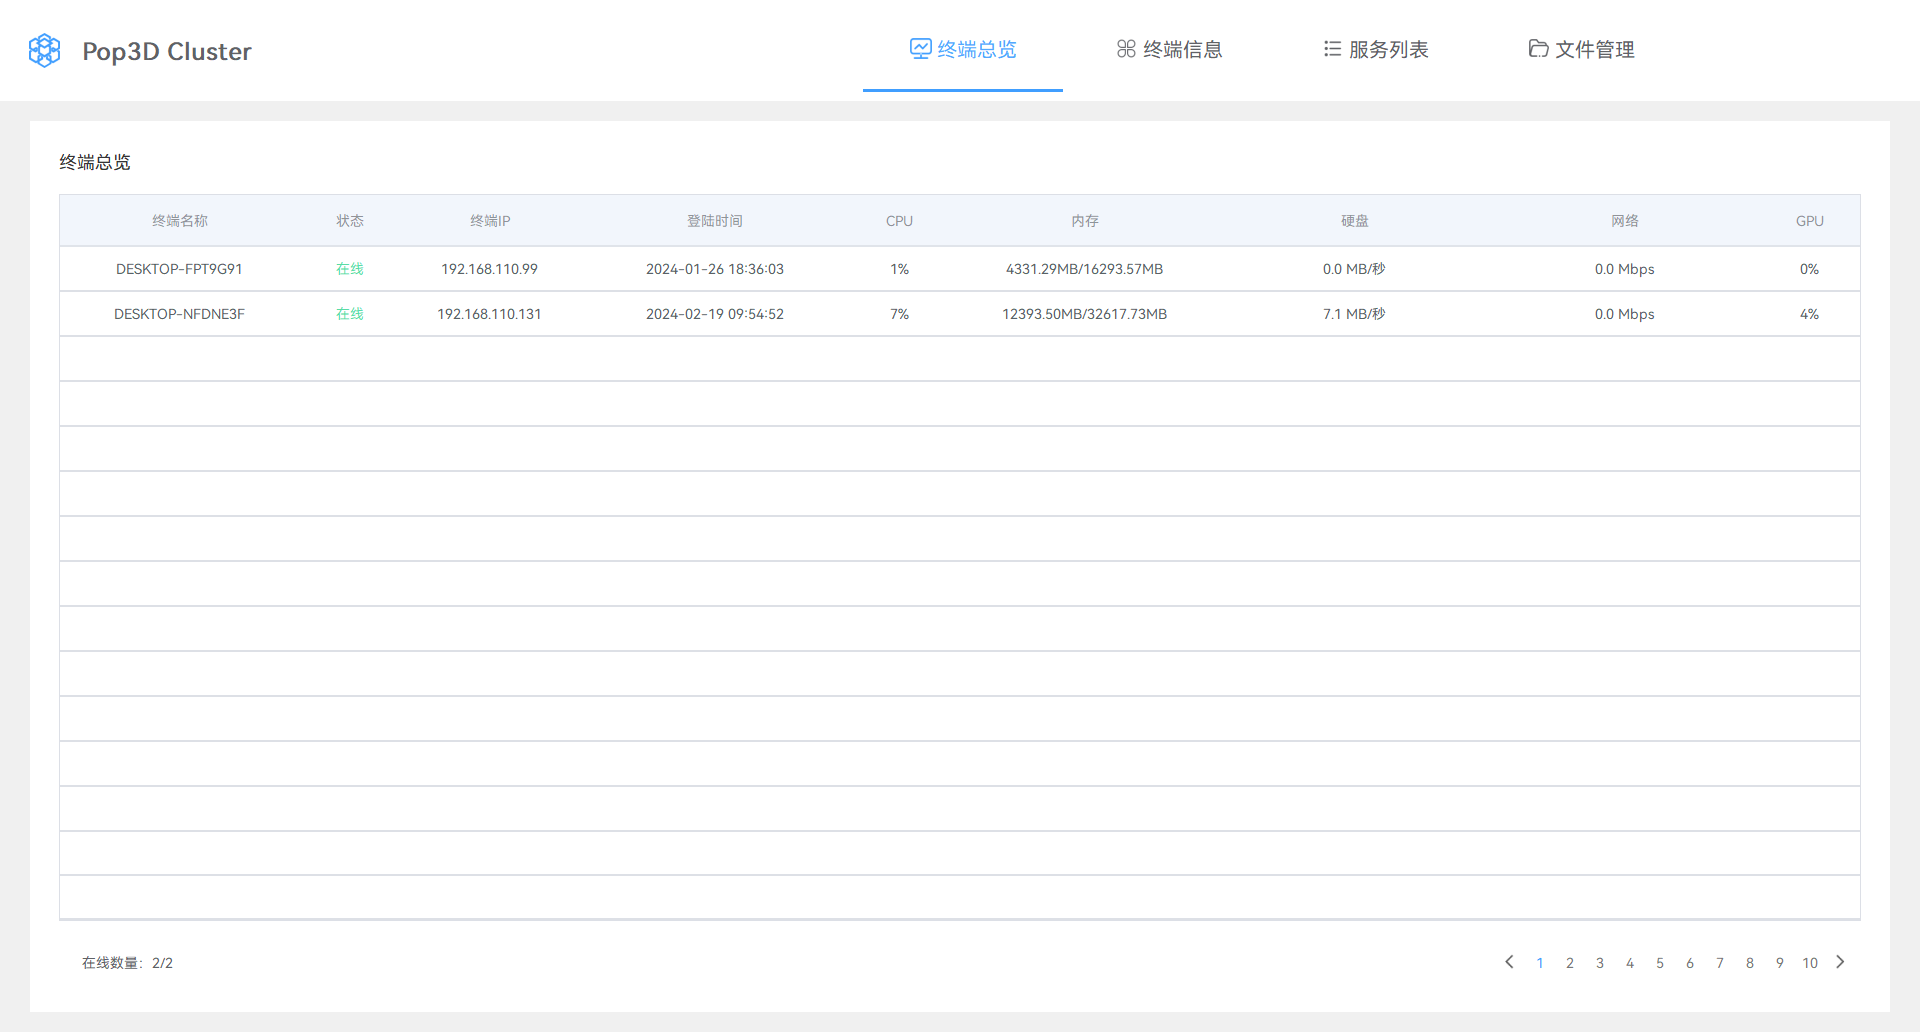 Pop3D Cluster 终端总览 终端信息 服务列表 文件管理
终端总览
终端名称 状态 终端IP 登陆时间 CPU 内存 硬盘 网络 GPU
DESKTOP-FPT9G91 在线 192.168.110.99 2024-01-26 18:36:03 1% 4331.29MB/16293.57MB 0.0 MB/秒 0.0 Mbps 0%
DESKTOP-NFDNE3F 在线 192.168.110.131 2024-02-19 09:54:52 7% 12393.50MB/32617.73MB 7.1 MB/秒 0.0 Mbps 4%
在线数量：2/2 1 2 3 4 5 6 7 8 9 10